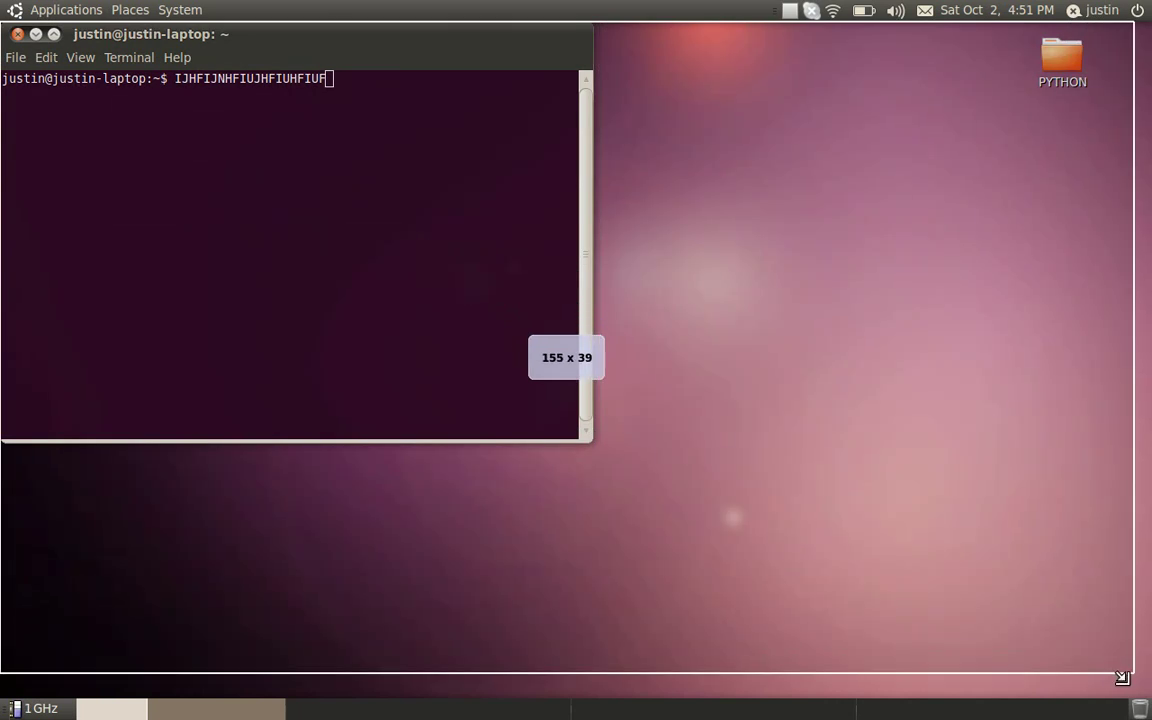 Applications Places System Sat Oct 2, 4:51 PM justin
justin@justin-laptop: ~
File Edit View Terminal Help
justin@justin-laptop:~$ IJHFIJNHFIUJHFIUHFIUF
PYTHON
155 x 39
1 GHz